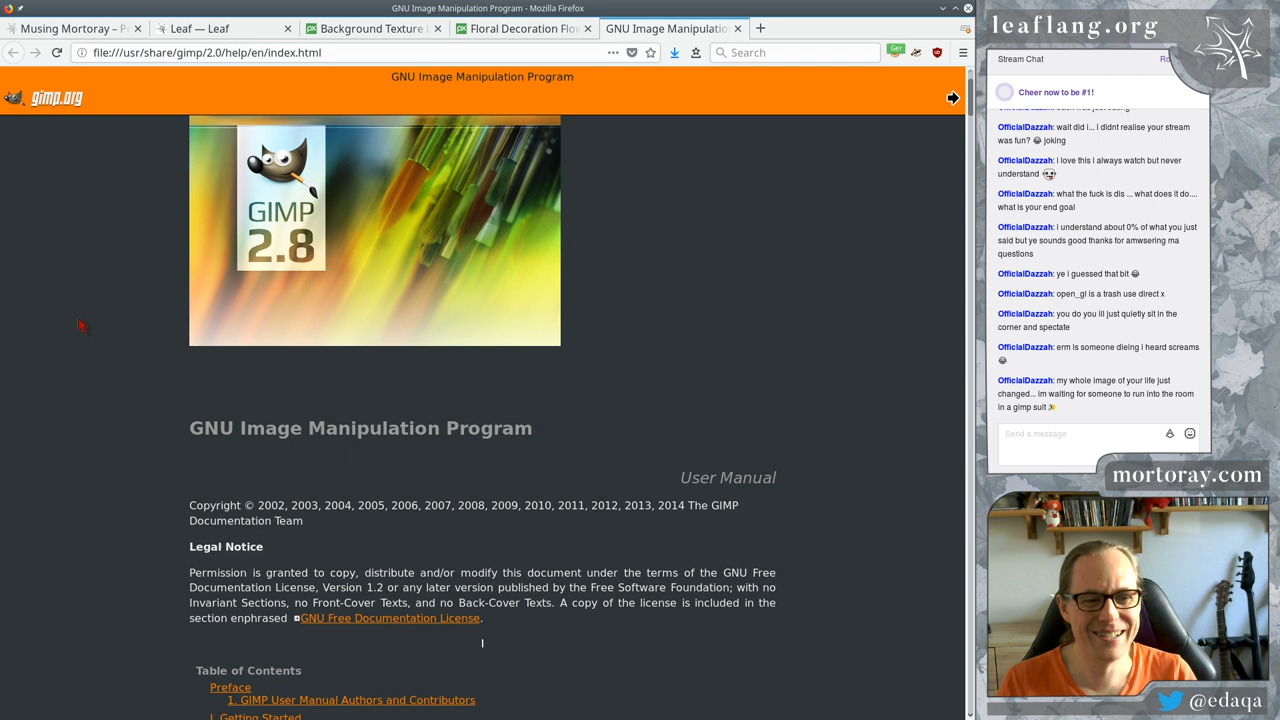 GNU Image Manipulation Program - Mozilla Firefox
Musing Mortoray – P
Leaf — Leaf
Background Texture
Floral Decoration Flow
GNU Image Manipulatio
file:///usr/share/gimp/2.0/help/en/index.html
Search
Ger
GNU Image Manipulation Program
gimp.org
GIMP
2.8
GNU Image Manipulation Program
User Manual
Copyright © 2002, 2003, 2004, 2005, 2006, 2007, 2008, 2009, 2010, 2011, 2012, 2013, 2014 The GIMP
Documentation Team
Legal Notice
Permission is granted to copy, distribute and/or modify this document under the terms of the GNU Free
Documentation License, Version 1.2 or any later version published by the Free Software Foundation; with no
Invariant Sections, no Front-Cover Texts, and no Back-Cover Texts. A copy of the license is included in the
section enphrased GNU Free Documentation License.
Table of Contents
Preface
1. GIMP User Manual Authors and Contributors
I. Getting Started
leaflang.org
Stream Chat
Ro
Cheer now to be #1!
OfficialDazzah: wait did i... i didnt realise your stream
was fun? 😂 joking
OfficialDazzah: i love this i always watch but never
understand
OfficialDazzah: what the fuck is dis ... what does it do....
what is your end goal
OfficialDazzah: i understand about 0% of what you just
said but ye sounds good thanks for amwsering ma
questions
OfficialDazzah: ye i guessed that bit 😂
OfficialDazzah: open_gl is a trash use direct x
OfficialDazzah: you do you ill just quietly sit in the
corner and spectate
OfficialDazzah: erm is someone dieing i heard screams
😂
OfficialDazzah: my whole image of your life just
changed... im waiting for someone to run into the room
in a gimp suit
Send a message
mortoray.com
@edaqa